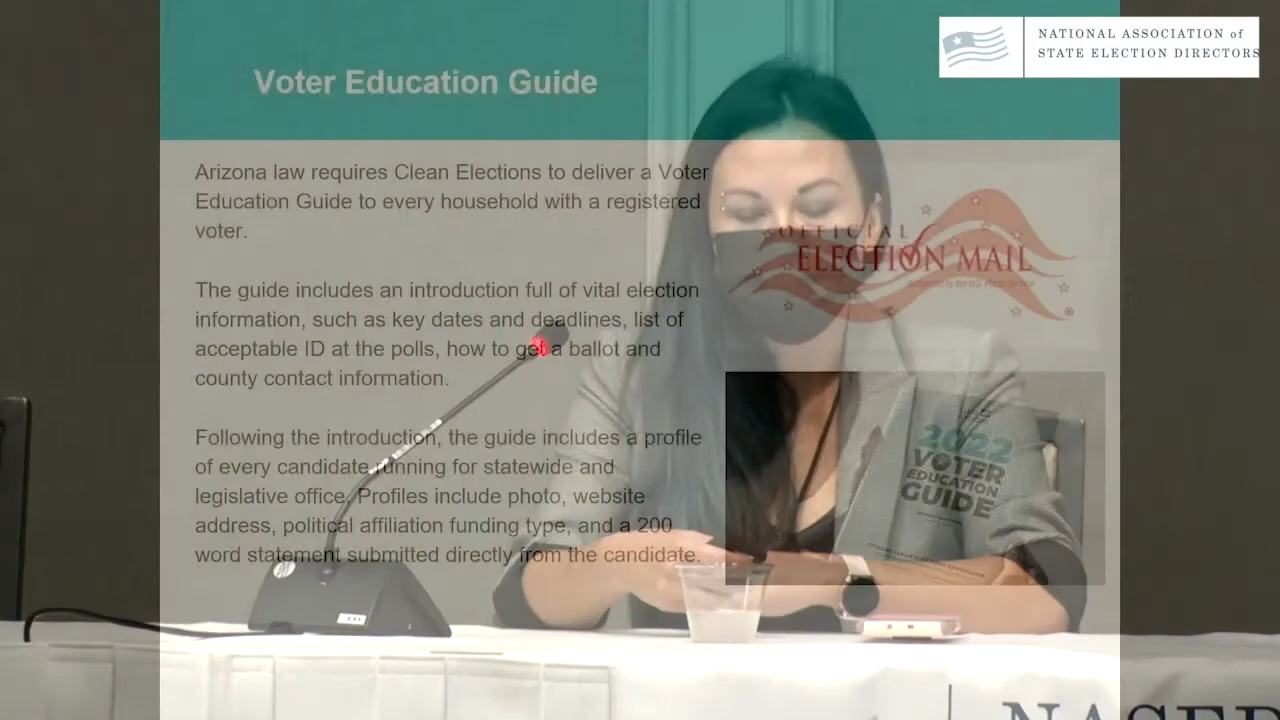 NATIONAL ASSOCIATION of
STATE ELECTION DIRECTORS
Voter Education Guide
Arizona law requires Clean Elections to deliver a Voter
Education Guide to every household with a registered
voter.
The guide includes an introduction full of vital election
information, such as key dates and deadlines, list of
acceptable ID at the polls, how to get a ballot and
county contact information.
Following the introduction, the guide includes a profile
of every candidate running for statewide and
legislative office. Profiles include photo, website
address, political affiliation funding type, and a 200
word statement submitted directly from the candidate.
OFFICIAL
ELECTION MAIL
®
2022
VOTER
EDUCATION
GUIDE
NASED